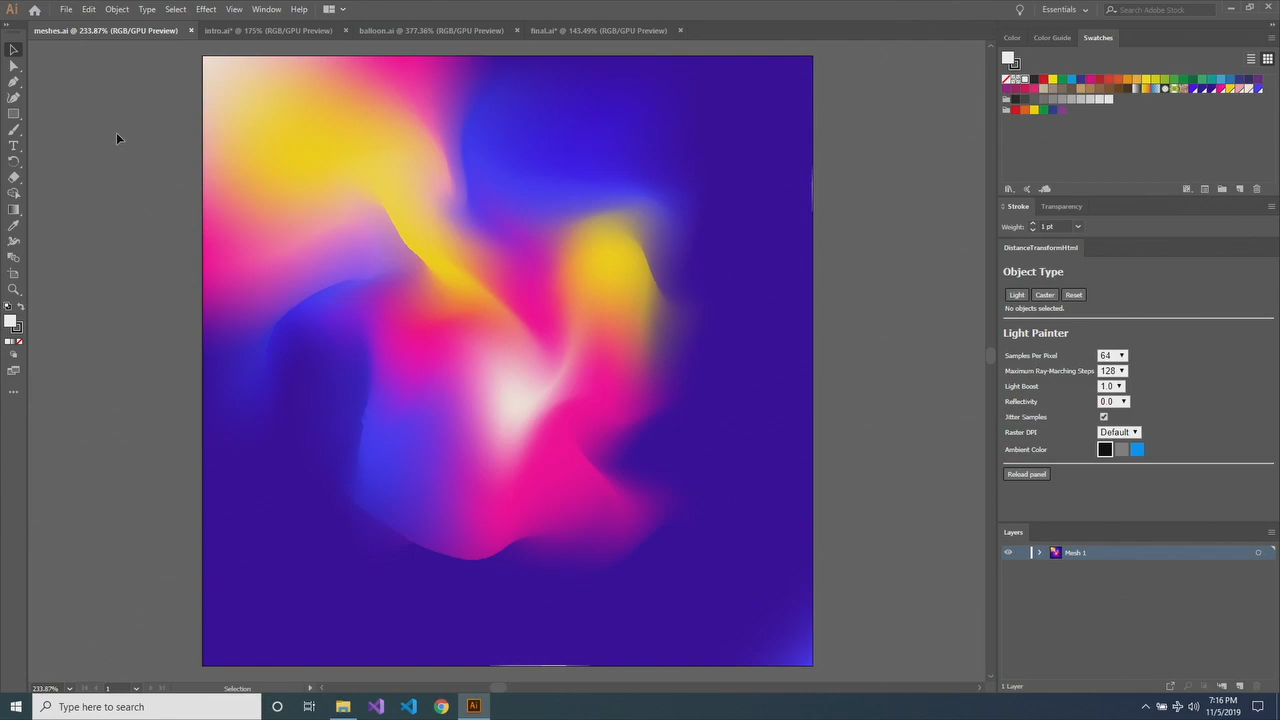 Ai File Edit Object Type Select Effect View Window Help Essentials Search Adobe Stock
meshes.ai @ 233.87% (RGB/GPU Preview) × intro.ai* @ 175% (RGB/GPU Preview) × balloon.ai @ 377.36% (RGB/GPU Preview) × final.ai* @ 143.49% (RGB/GPU Preview) ×
Color Color Guide Swatches
Stroke Transparency
Weight: 1 pt
DistanceTransformHtml
Object Type
Light Caster Reset
No objects selected.
Light Painter
Samples Per Pixel 64
Maximum Ray-Marching Steps 128
Light Boost 1.0
Reflectivity 0.0
Jitter Samples
Raster DPI Default
Ambient Color
Reload panel
Layers
Mesh 1
233.87% 1 Selection 1 Layer
Type here to search Ai 7:16 PM
11/5/2019